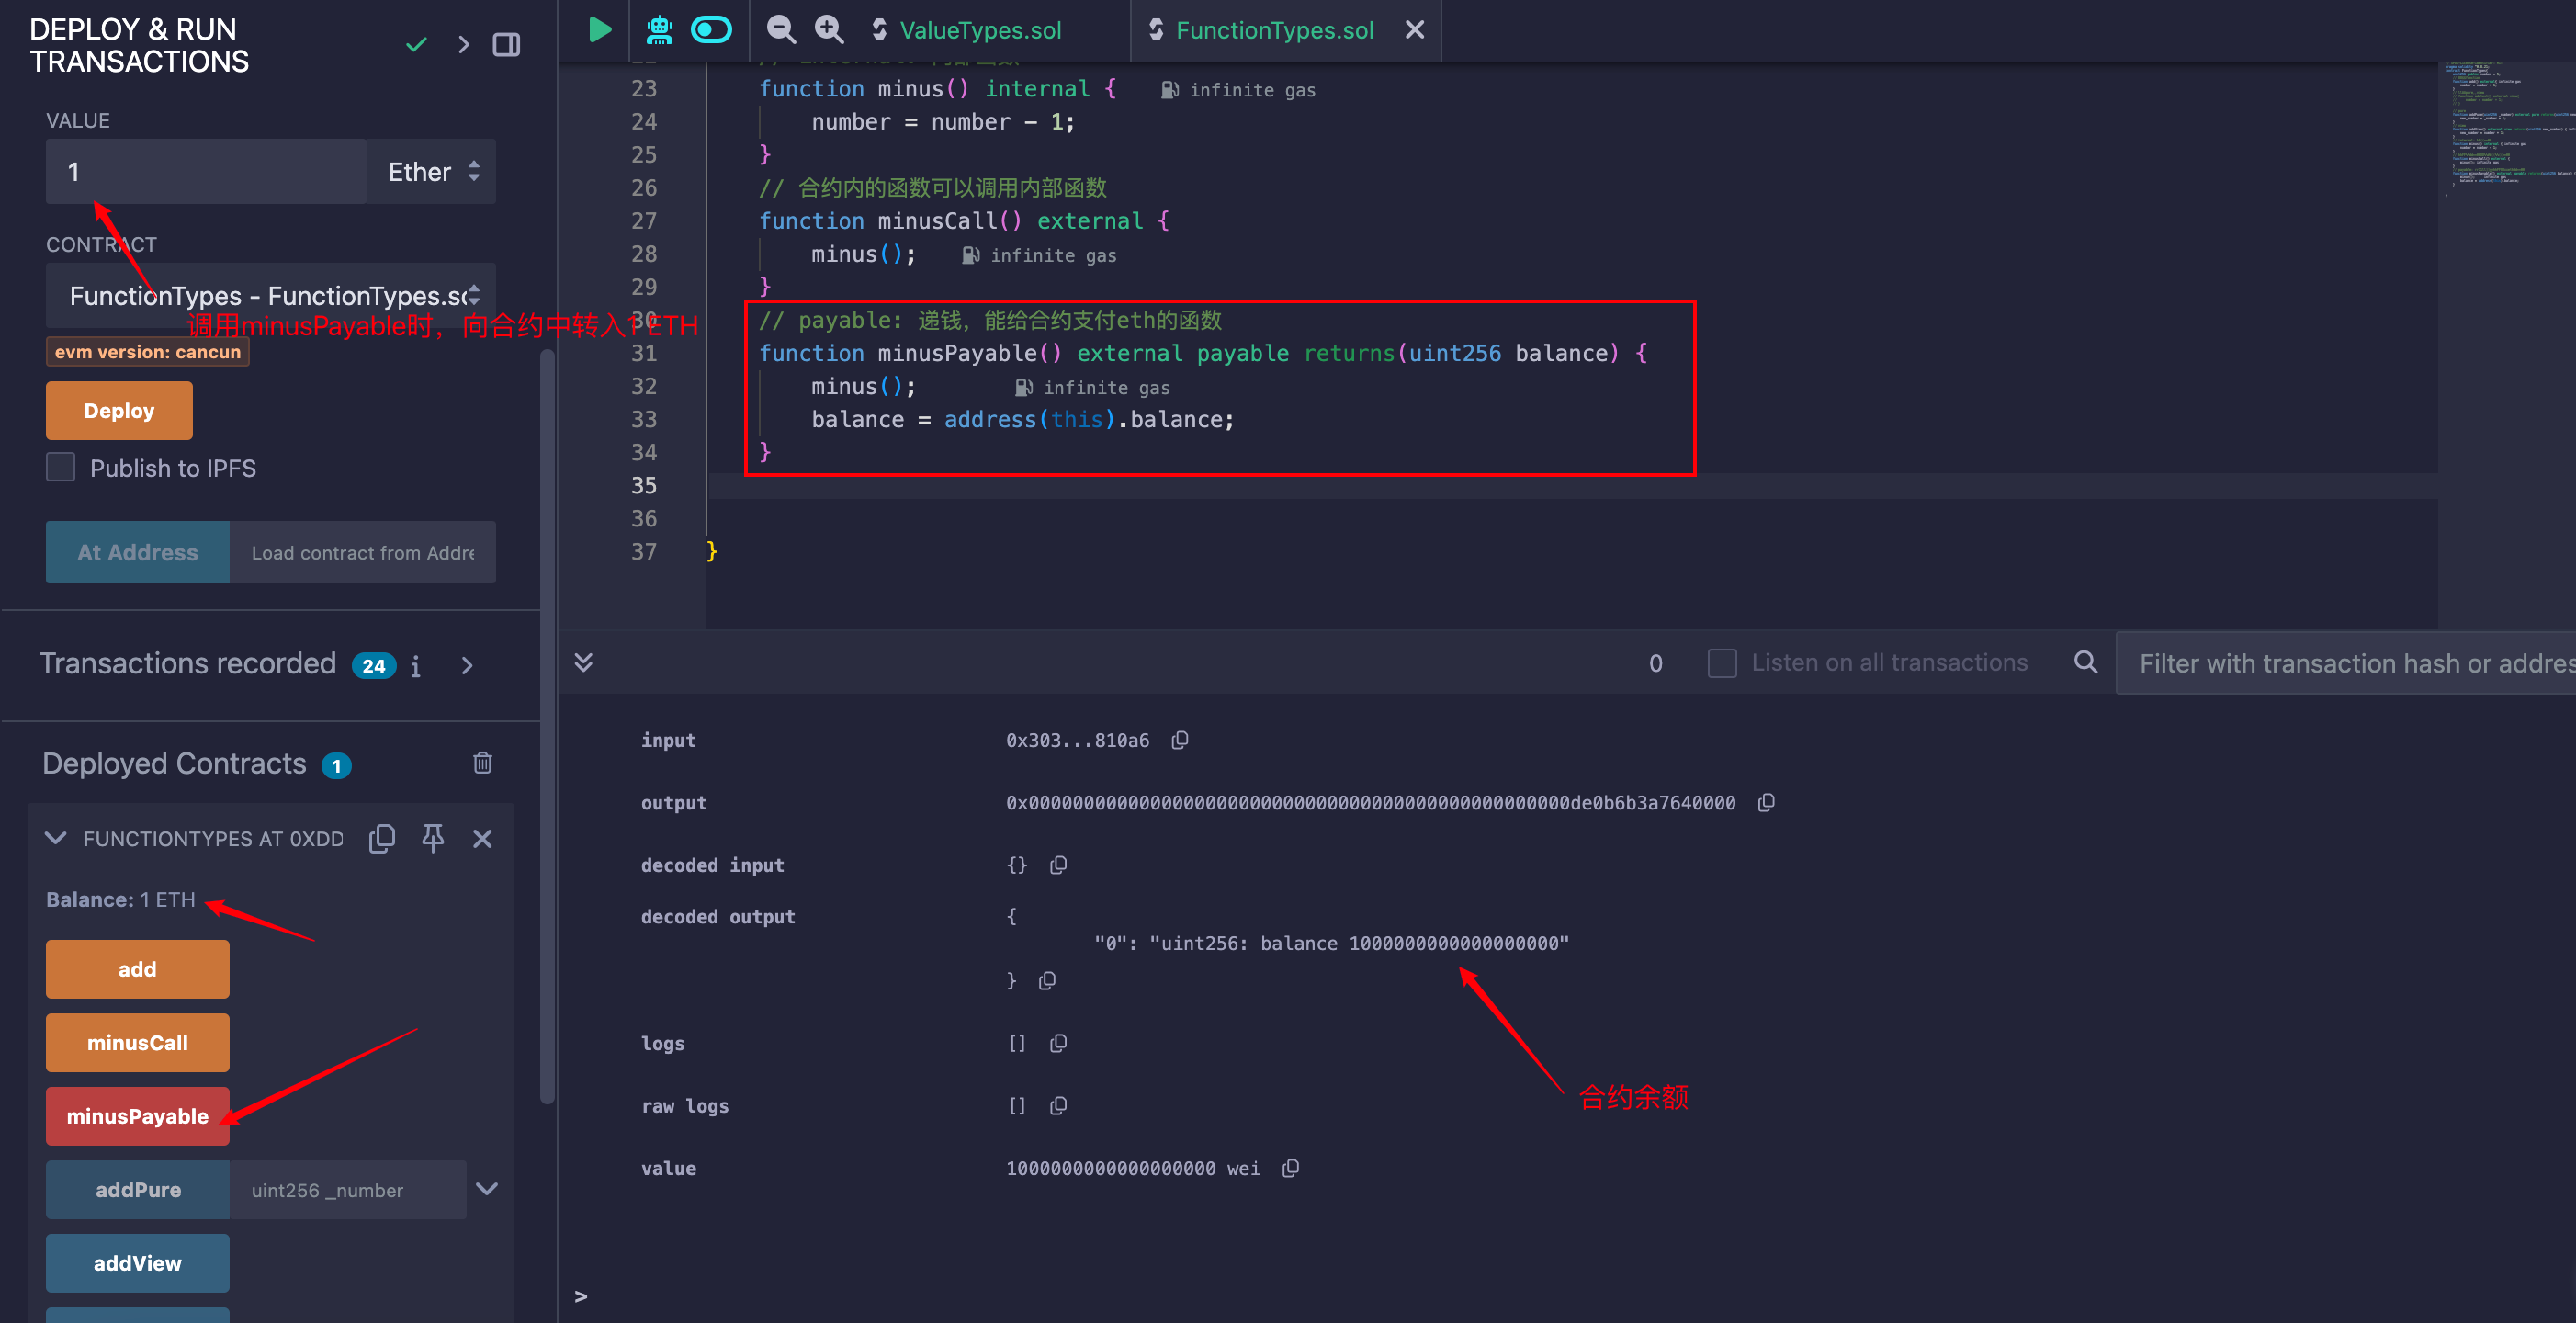 DEPLOY & RUN
TRANSACTIONS
VALUE
1
Ether
CONTRACT
FunctionTypes - FunctionTypes.so
调用minusPayable时，向合约中转入1 ETH
evm version: cancun
Deploy
Publish to IPFS
At Address
Load contract from Addre
Transactions recorded 24 i
Deployed Contracts 1
FUNCTIONTYPES AT 0XDD
Balance: 1 ETH
add
minusCall
minusPayable
addPure
uint256 _number
addView
ValueTypes.sol
FunctionTypes.sol
23 function minus() internal { infinite gas
24 number = number - 1;
25 }
26 // 合约内的函数可以调用内部函数
27 function minusCall() external {
28 minus(); infinite gas
29 }
30 // payable: 递钱，能给合约支付eth的函数
31 function minusPayable() external payable returns(uint256 balance) {
32 minus(); infinite gas
33 balance = address(this).balance;
34 }
35
36
37 }
0
Listen on all transactions
Filter with transaction hash or addres
input 0x303...810a6
output 0x0000000000000000000000000000000000000000000000000de0b6b3a7640000
decoded input {}
decoded output {
"0": "uint256: balance 1000000000000000000"
}
合约余额
logs []
raw logs []
value 1000000000000000000 wei
>